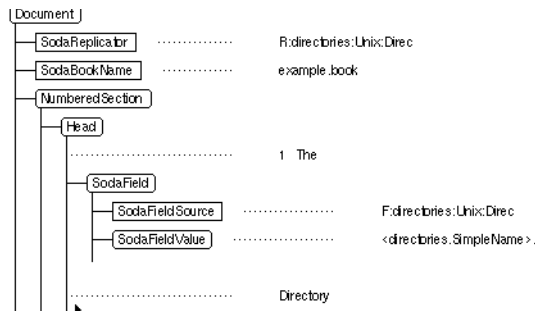 Document
SodaReplicator R:directories:Unix:Direc
SodaBookName example.book
NumberedSection
Head
1 The
SodaField
SodaFieldSource F:directories:Unix:Direc
SodaFieldValue <directories.SimpleName>.
Directory